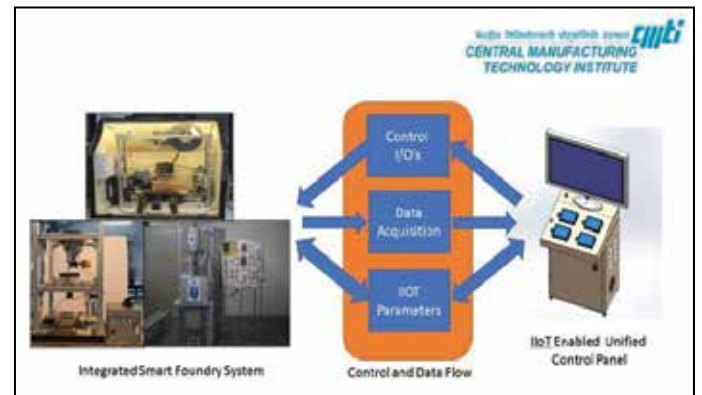 cmti
CENTRAL MANUFACTURING
TECHNOLOGY INSTITUTE
Control
I/O's
Data
Acquisition
IIOT
Parameters
Integrated Smart Foundry System
Control and Data Flow
IIoT Enabled Unified
Control Panel